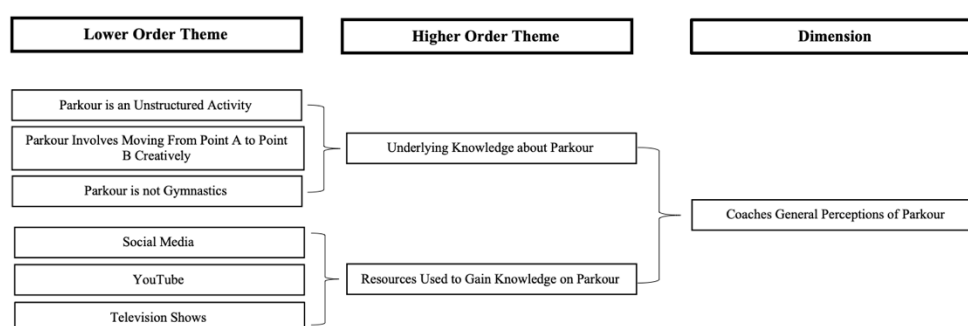 Lower Order Theme
Higher Order Theme
Dimension
Parkour is an Unstructured Activity
Parkour Involves Moving From Point A to Point
B Creatively
Parkour is not Gymnastics
Underlying Knowledge about Parkour
Social Media
YouTube
Television Shows
Resources Used to Gain Knowledge on Parkour
Coaches General Perceptions of Parkour